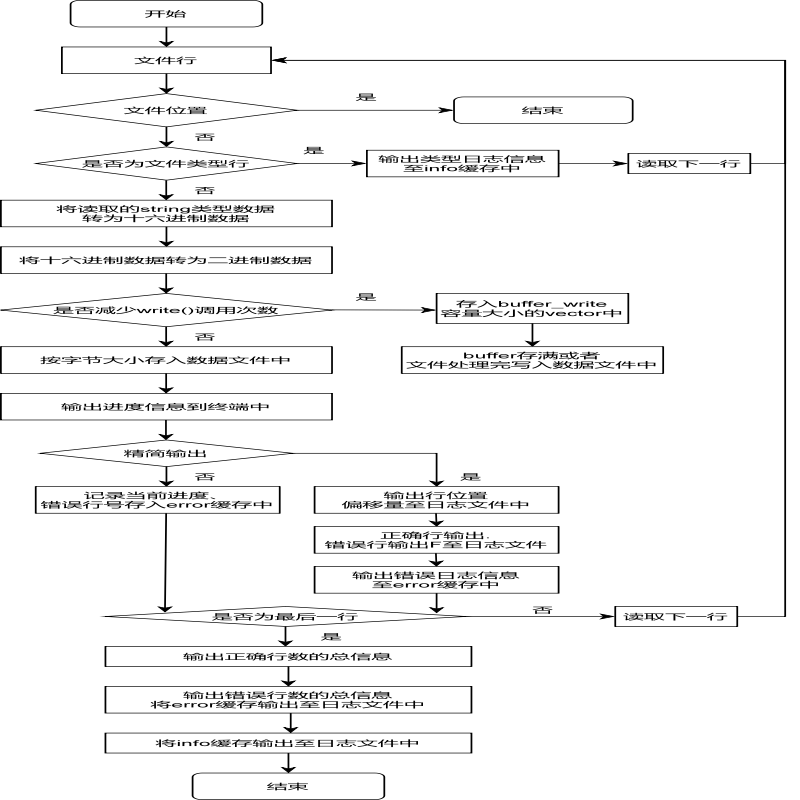 开始
文件行
文件位置
是
结束
否
是否为文件类型行
是
输出类型日志信息
至info缓存中
读取下一行
否
将读取的string类型数据
转为十六进制数据
将十六进制数据转为二进制数据
是否减少write()调用次数
是
存入buffer_write
容量大小的vector中
否
按字节大小存入数据文件中
buffer存满或者
文件处理完写入数据文件中
输出进度信息到终端中
精简输出
否
是
记录当前进度、
错误行号存入error缓存中
输出行位置
偏移量至日志文件中
正确行输出.
错误行输出F至日志文件
输出错误日志信息
至error缓存中
是否为最后一行
否
读取下一行
是
输出正确行数的总信息
输出错误行数的总信息
将error缓存输出至日志文件中
将info缓存输出至日志文件中
结束